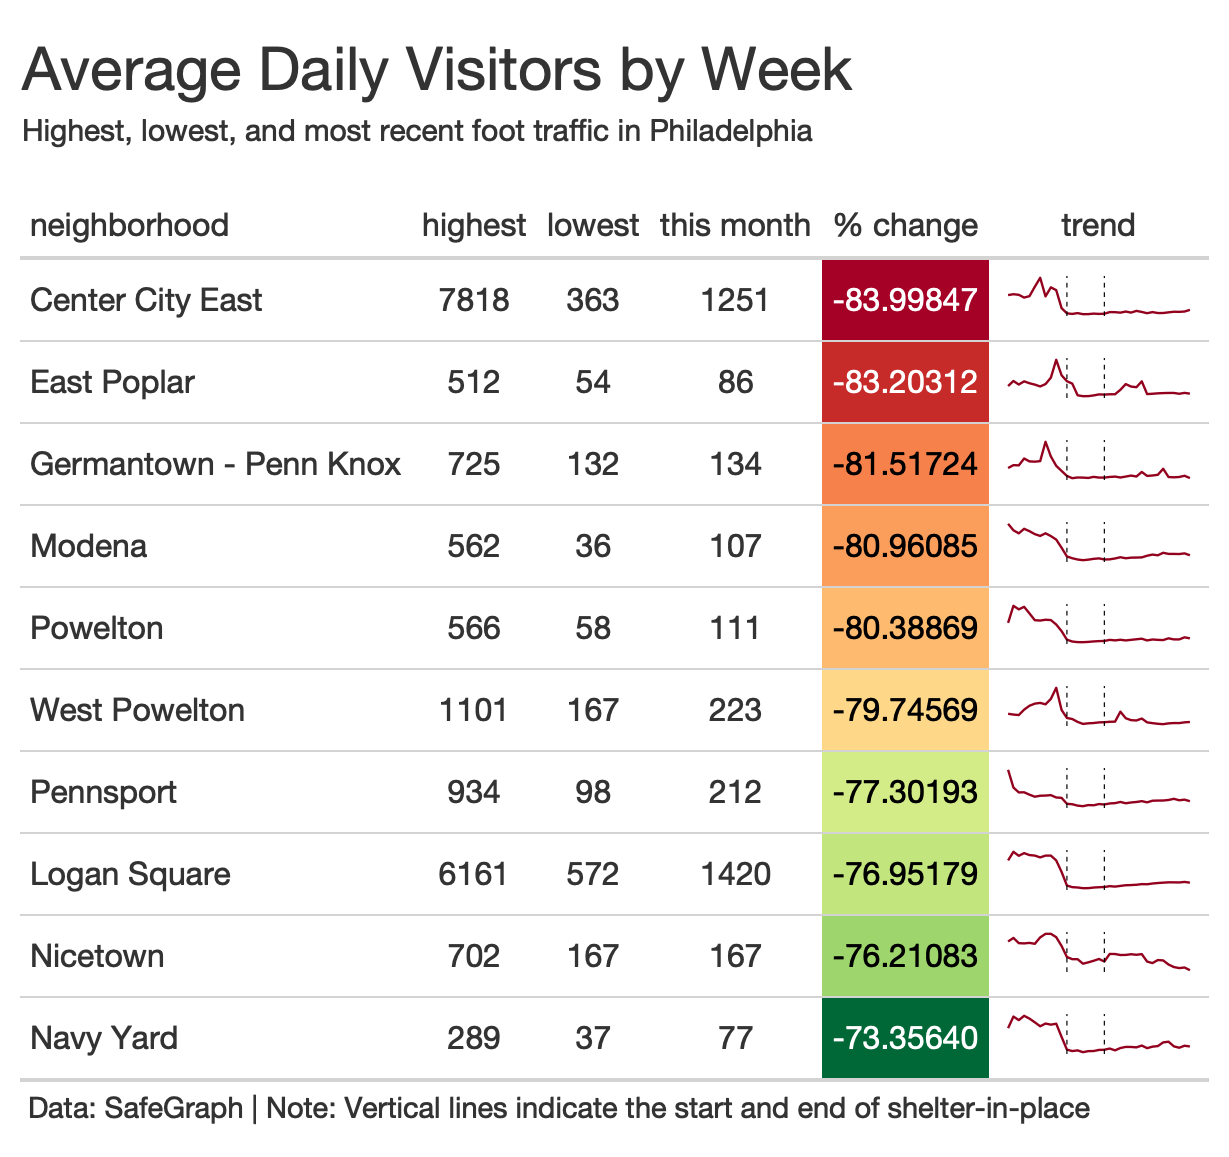 Average Daily Visitors by Week
Highest, lowest, and most recent foot traffic in Philadelphia
neighborhood highest lowest this month % change trend
Center City East 7818 363 1251 -83.99847
East Poplar 512 54 86 -83.20312
Germantown - Penn Knox 725 132 134 -81.51724
Modena 562 36 107 -80.96085
Powelton 566 58 111 -80.38869
West Powelton 1101 167 223 -79.74569
Pennsport 934 98 212 -77.30193
Logan Square 6161 572 1420 -76.95179
Nicetown 702 167 167 -76.21083
Navy Yard 289 37 77 -73.35640
Data: SafeGraph | Note: Vertical lines indicate the start and end of shelter-in-place